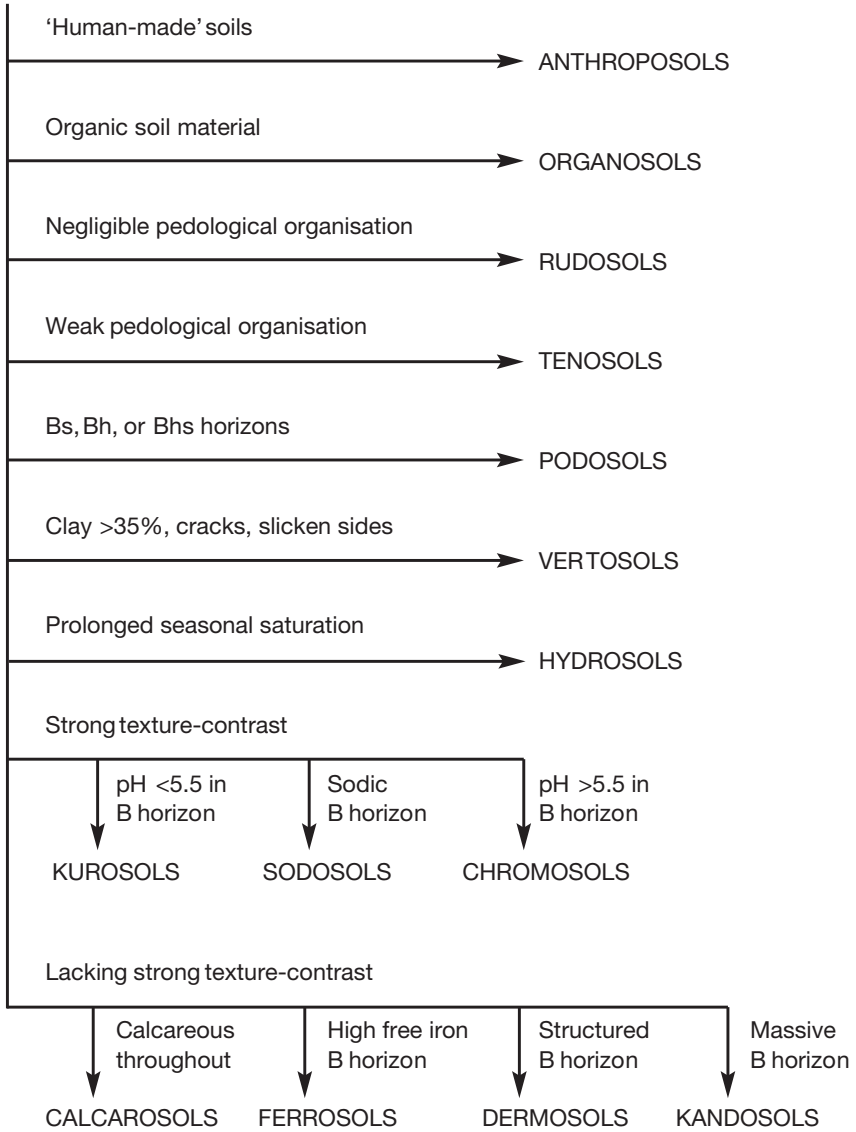 ‘Human-made’ soils
ANTHROPOSOLS
Organic soil material
ORGANOSOLS
Negligible pedological organisation
RUDOSOLS
Weak pedological organisation
TENOSOLS
Bs, Bh, or Bhs horizons
PODOSOLS
Clay >35%, cracks, slicken sides
VERTOSOLS
Prolonged seasonal saturation
HYDROSOLS
Strong texture-contrast
pH <5.5 in
B horizon
Sodic
B horizon
pH >5.5 in
B horizon
KUROSOLS
SODOSOLS
CHROMOSOLS
Lacking strong texture-contrast
Calcareous
throughout
High free iron
B horizon
Structured
B horizon
Massive
B horizon
CALCAROSOLS
FERROSOLS
DERMOSOLS
KANDOSOLS